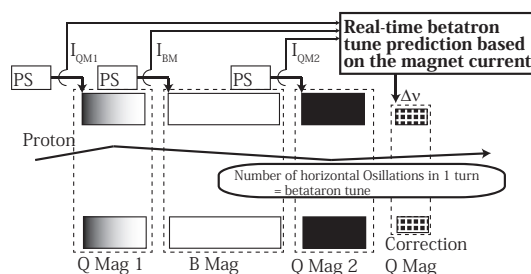 Real-time betatron
tune prediction based
on the magnet current
I_QM1
I_BM
I_QM2
PS
PS
PS
Δν
Proton
Number of horizontal Osillations in 1 turn
= betataron tune
Q Mag 1
B Mag
Q Mag 2
Correction
Q Mag